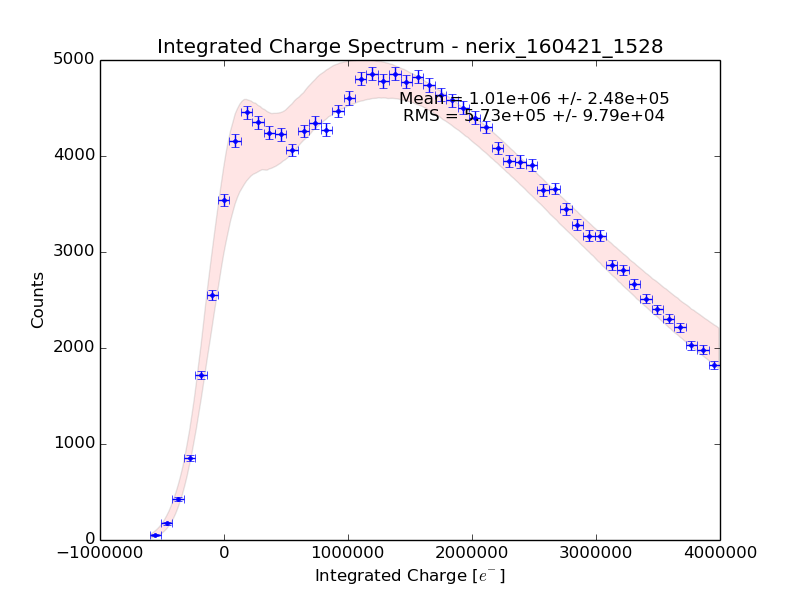 Integrated Charge Spectrum - nerix_160421_1528
5000
Mean = 1.01e+06 +/- 2.48e+05
RMS = 5.73e+05 +/- 9.79e+04
4000
3000
Counts
2000
1000
0
−1000000 0 1000000 2000000 3000000 4000000
Integrated Charge [e⁻]